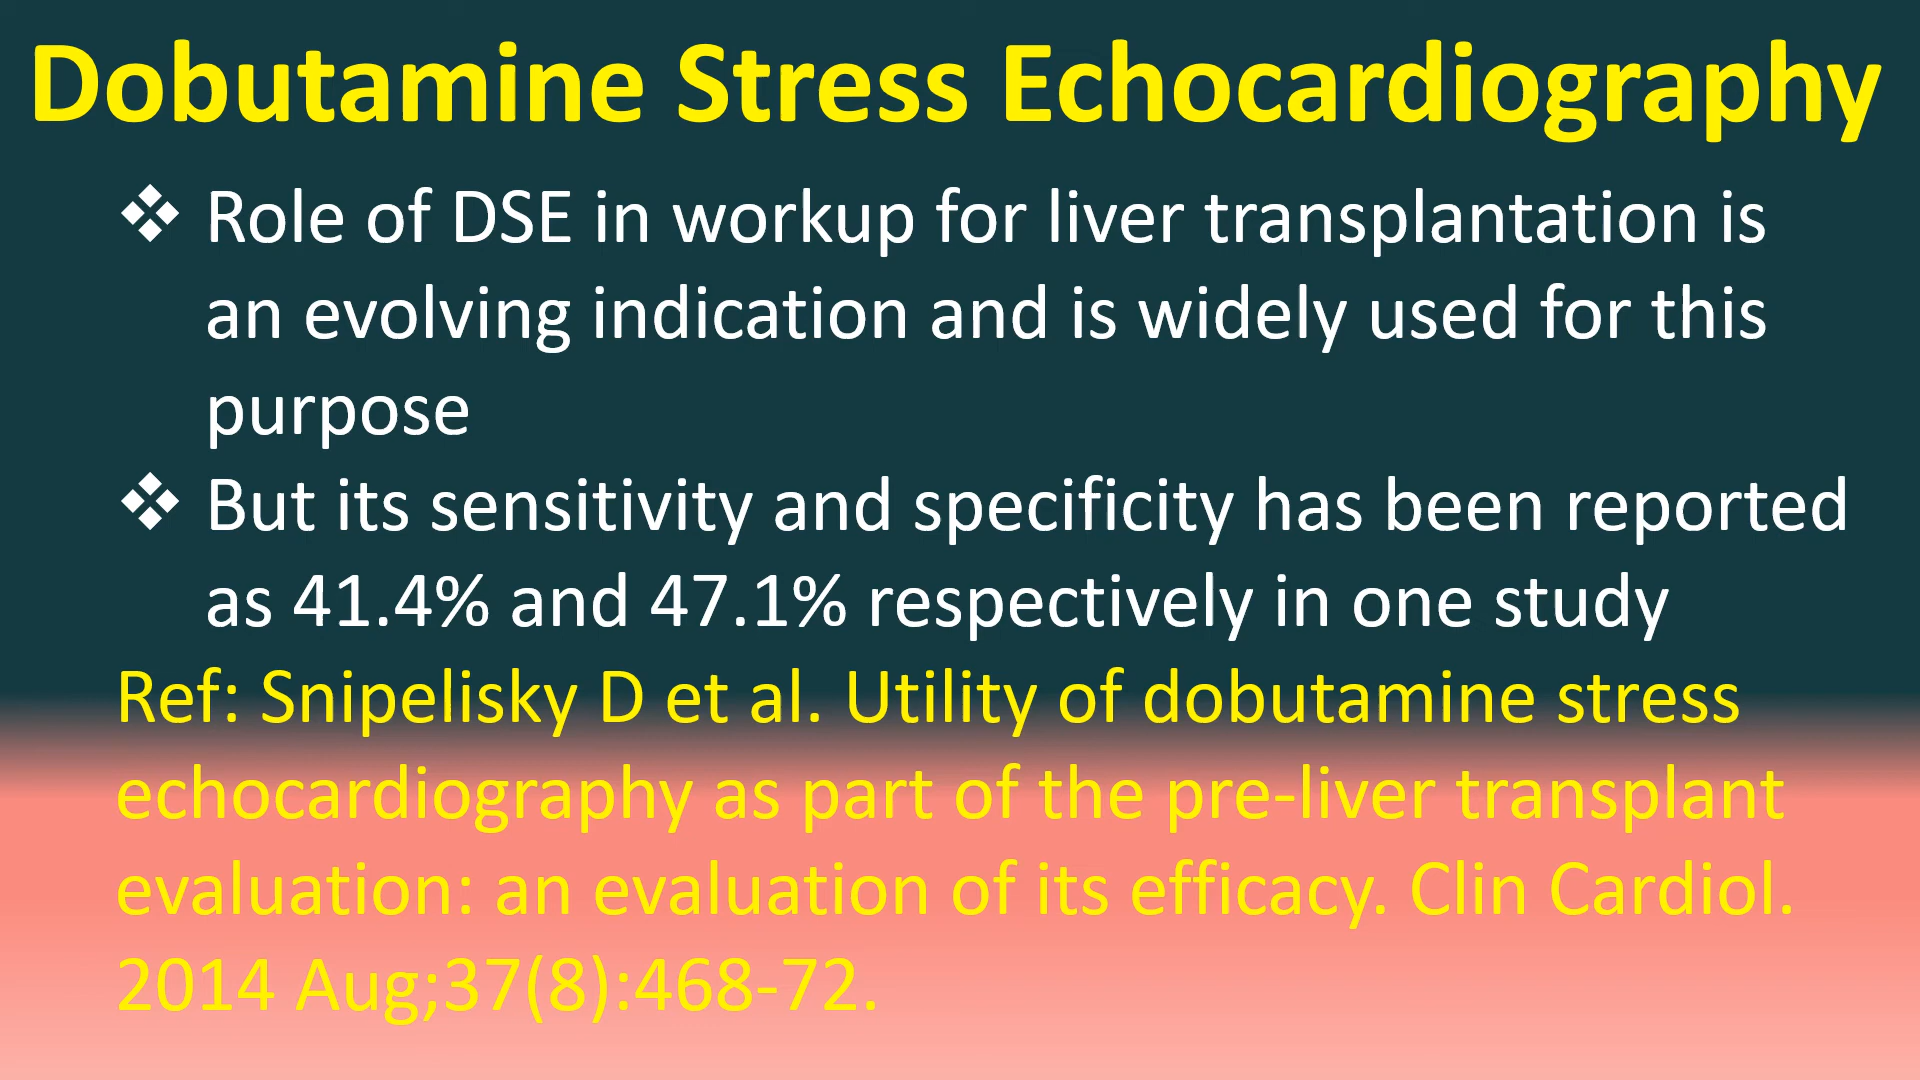 Dobutamine Stress Echocardiography
❖ Role of DSE in workup for liver transplantation is
an evolving indication and is widely used for this
purpose
❖ But its sensitivity and specificity has been reported
as 41.4% and 47.1% respectively in one study
Ref: Snipelisky D et al. Utility of dobutamine stress
echocardiography as part of the pre-liver transplant
evaluation: an evaluation of its efficacy. Clin Cardiol.
2014 Aug;37(8):468-72.